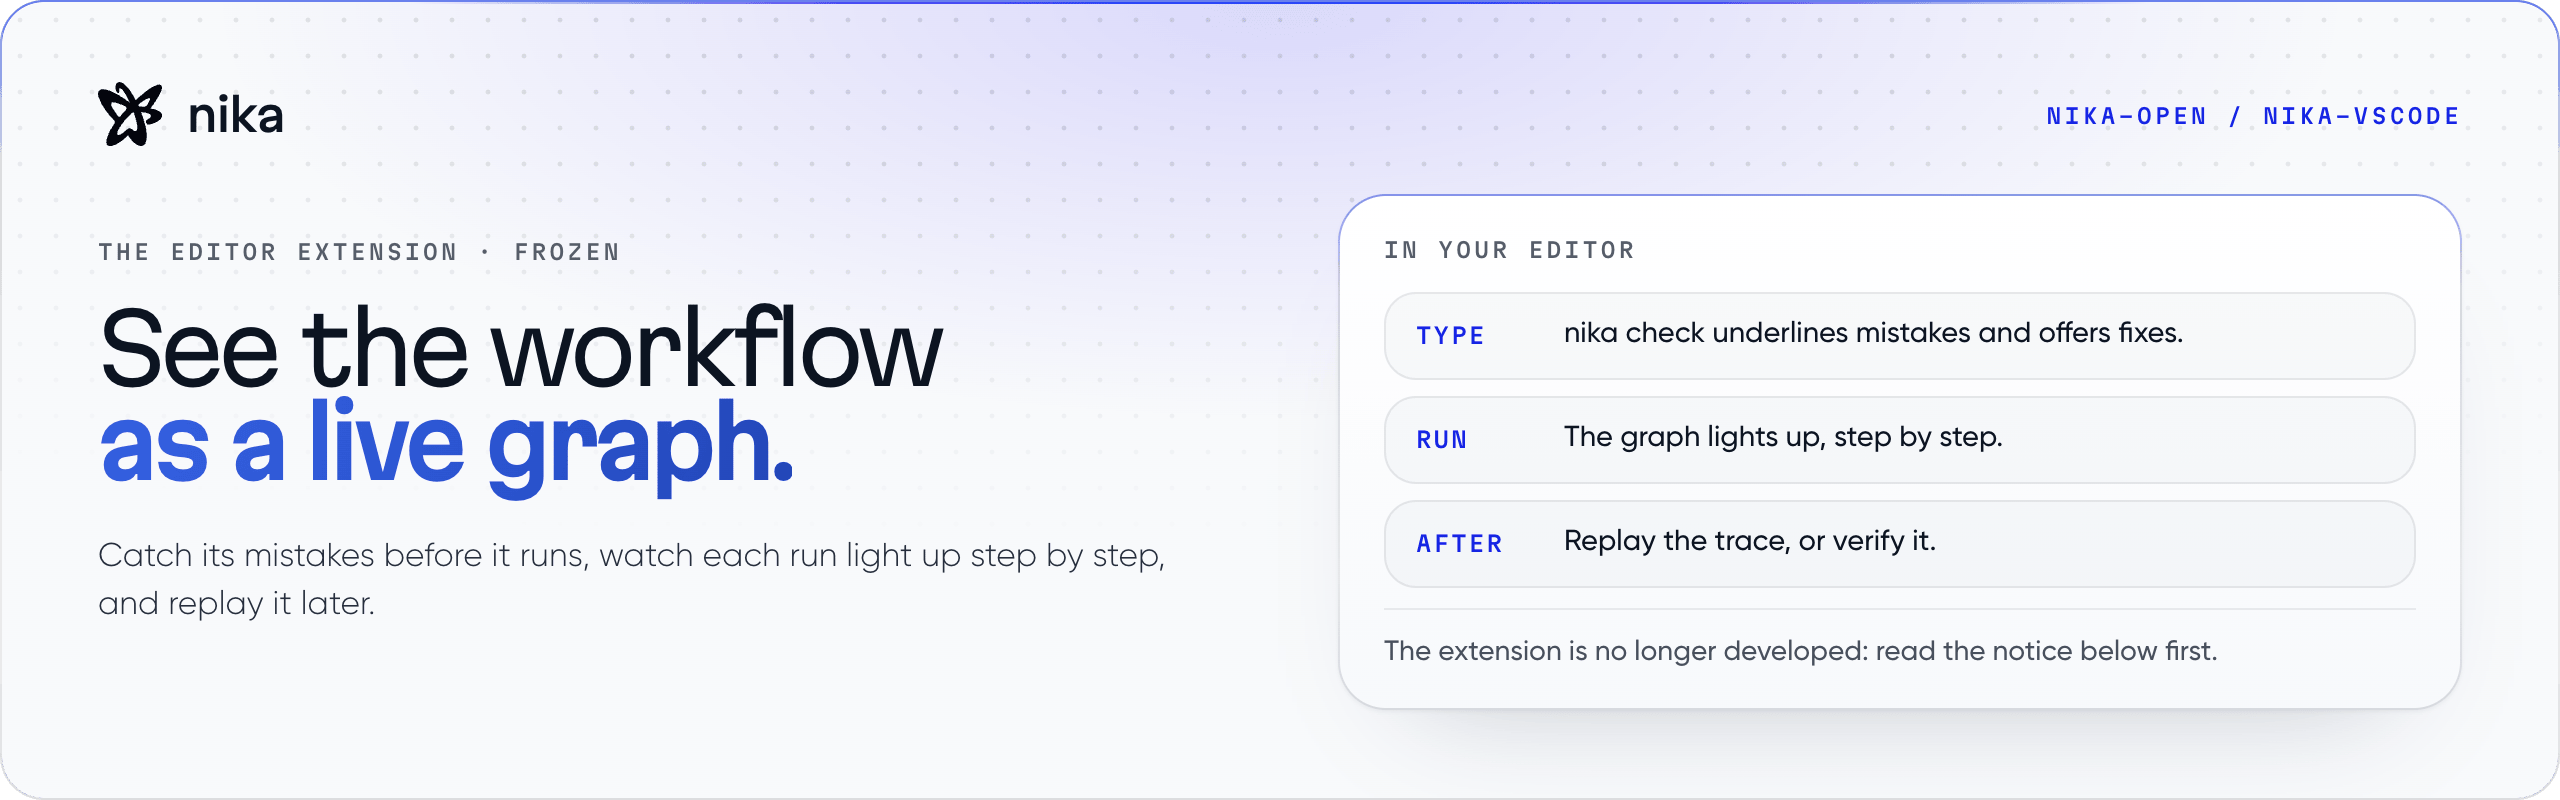 nika
NIKA-OPEN / NIKA-VSCODE
THE EDITOR EXTENSION · FROZEN
See the workflow
as a live graph.
Catch its mistakes before it runs, watch each run light up step by step,
and replay it later.
IN YOUR EDITOR
TYPE nika check underlines mistakes and offers fixes.
RUN The graph lights up, step by step.
AFTER Replay the trace, or verify it.
The extension is no longer developed: read the notice below first.